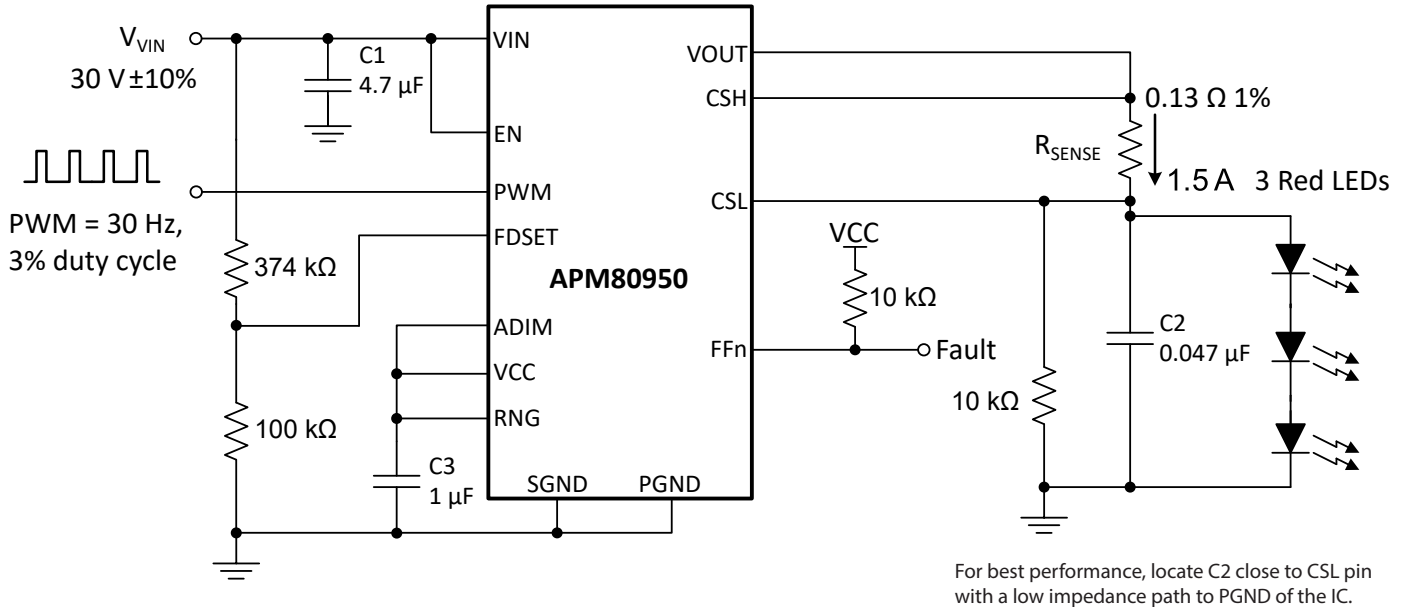 V_VIN
30 V ±10%
C1
4.7 µF
VIN
EN
PWM
FDSET
ADIM
VCC
RNG
SGND
PGND
APM80950
VOUT
CSH
CSL
FFn
PWM = 30 Hz,
3% duty cycle
374 kΩ
100 kΩ
C3
1 µF
0.13 Ω 1%
R_SENSE
1.5 A
3 Red LEDs
VCC
10 kΩ
Fault
10 kΩ
C2
0.047 µF
For best performance, locate C2 close to CSL pin
with a low impedance path to PGND of the IC.